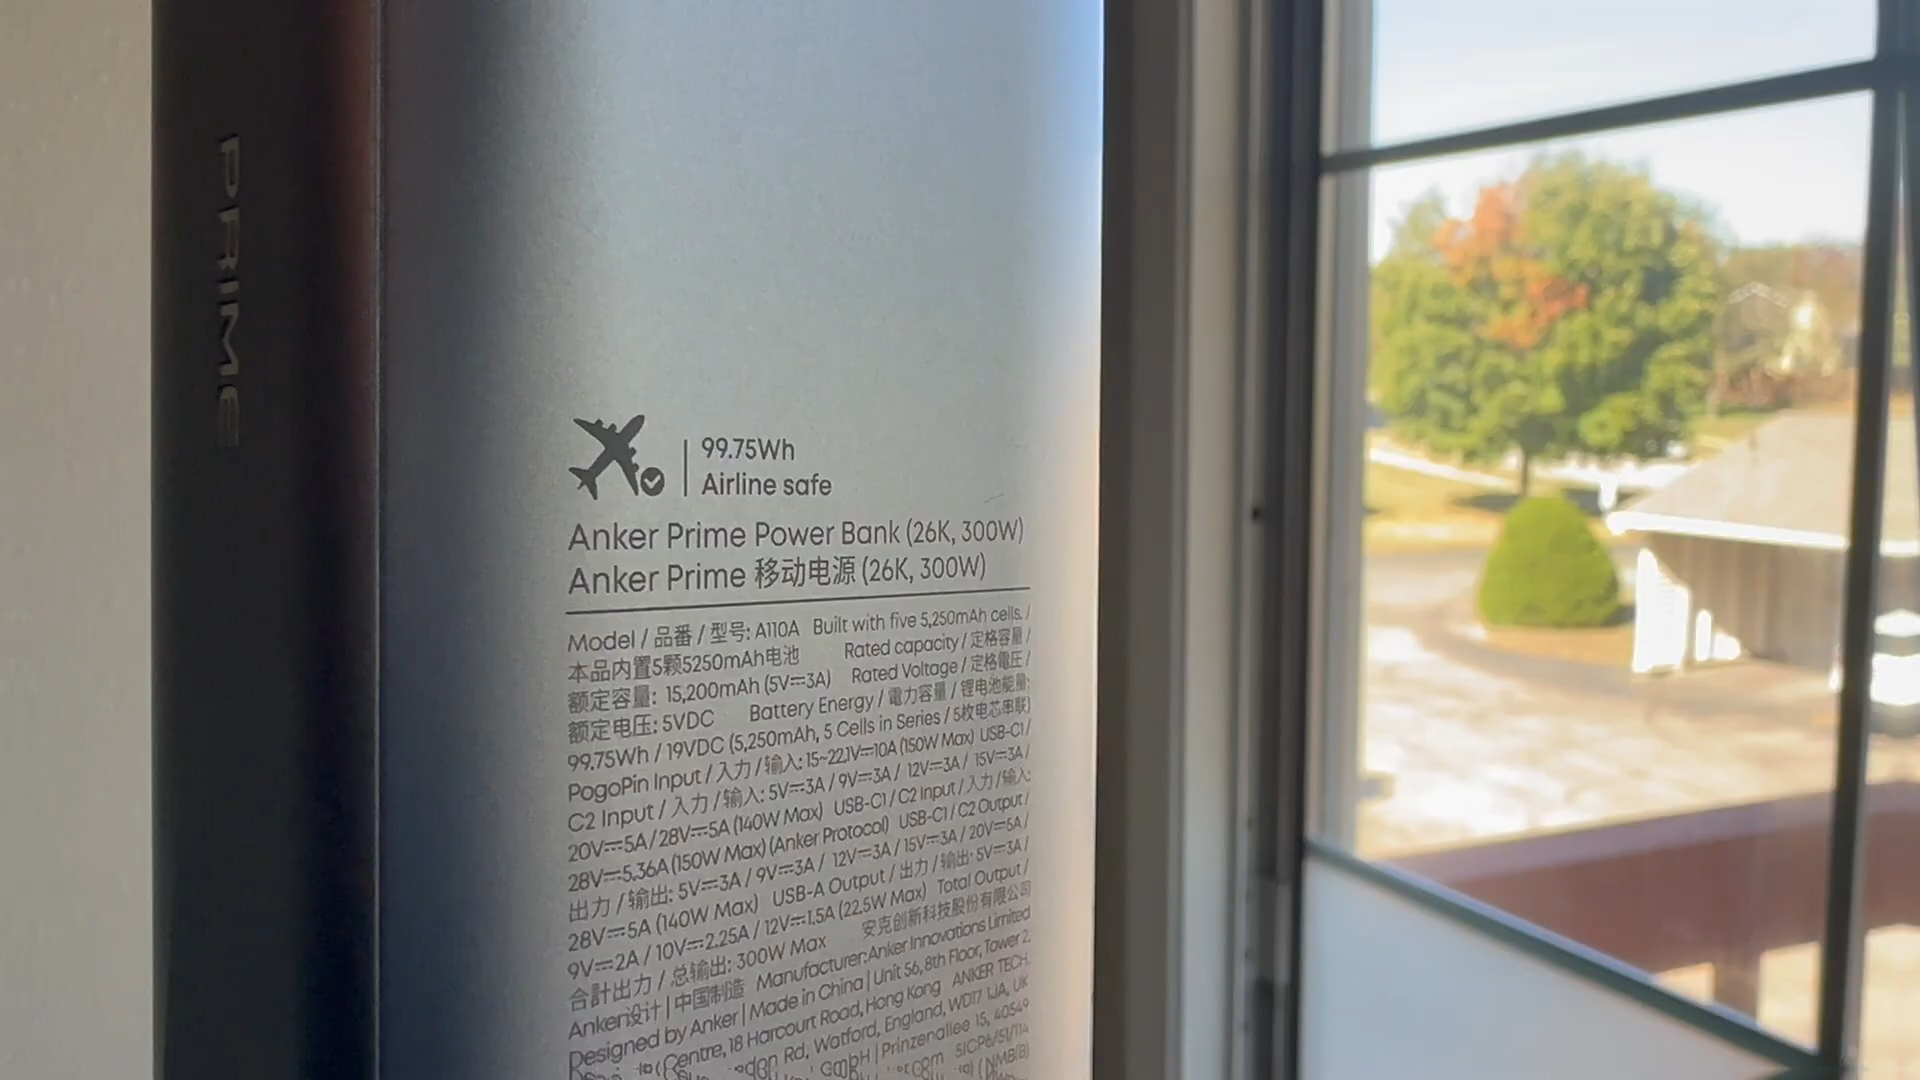 PRIME
99.75Wh
Airline safe
Anker Prime Power Bank (26K, 300W)
Anker Prime 移动电源 (26K, 300W)
Model / 品番 / 型号: A110A Built with five 5,250mAh cells. /
本品内置5颗5250mAh电池 Rated capacity / 定格容量 /
额定容量: 15,200mAh (5V⎓3A) Rated Voltage / 定格電圧 /
额定电压: 5VDC Battery Energy / 電力容量 / 锂电池能量:
99.75Wh / 19VDC (5,250mAh, 5 Cells in Series / 5枚电芯串联)
PogoPin Input / 入力 / 输入: 15~22.1V⎓10A (150W Max) USB-C1 /
C2 Input / 入力 / 输入: 5V⎓3A / 9V⎓3A / 12V⎓3A / 15V⎓3A /
20V⎓5A / 28V⎓5A (140W Max) USB-C1 / C2 Input / 入力 / 输入:
28V⎓5.36A (150W Max) (Anker Protocol) USB-C1 / C2 Output /
出力 / 输出: 5V⎓3A / 9V⎓3A / 12V⎓3A / 15V⎓3A / 20V⎓5A /
28V⎓5A (140W Max) USB-A Output / 出力 / 输出: 5V⎓3A /
9V⎓2A / 10V⎓2.25A / 12V⎓1.5A (22.5W Max) Total Output /
合計出力 / 总输出: 300W Max 安克创新科技股份有限公司
Anker设计 | 中国制造 Manufacturer: Anker Innovations Limited
Designed by Anker | Made in China | Unit 56, 8th Floor, Tower 2,
Centre, 18 Harcourt Road, Hong Kong ANKER TECH.
Rd, Watford, England, WD17 1JA, UK
GmbH | Prinzenallee 15, 40549
5ICP6/51/114